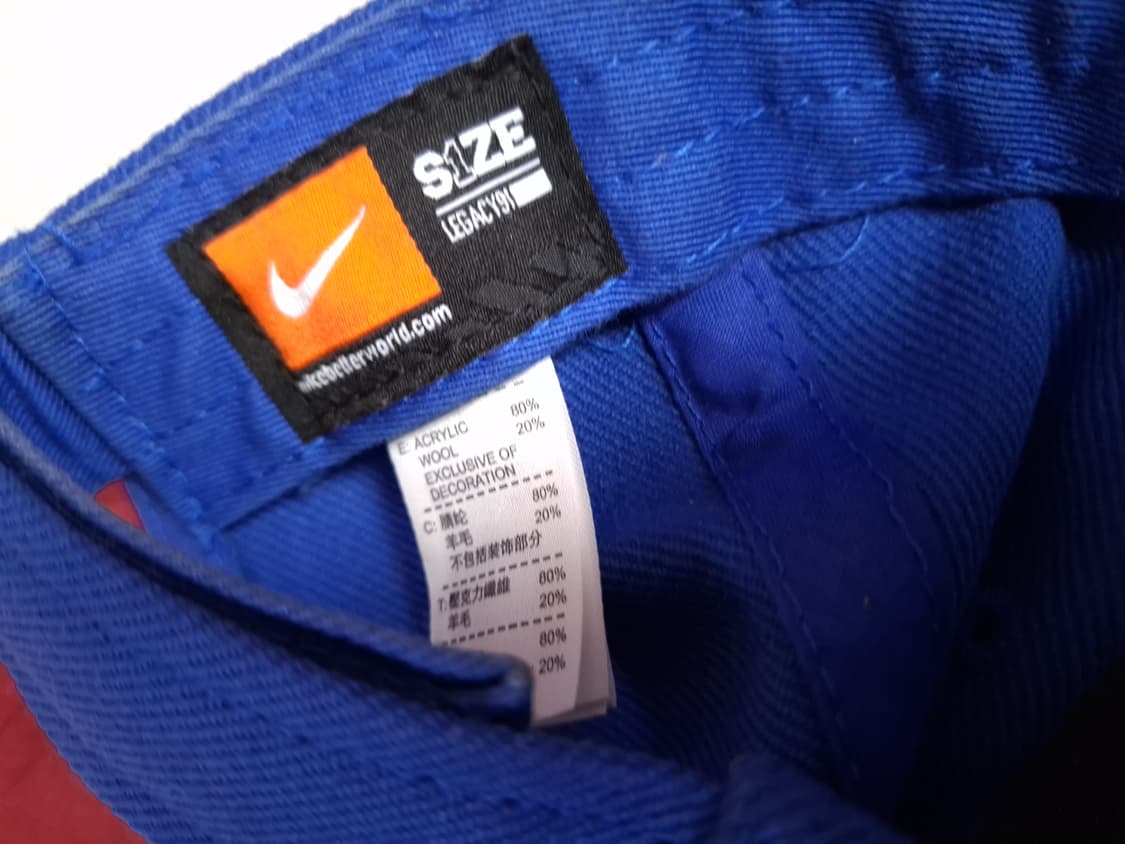 S1ZE
LEGACY91
nikebetterworld.com
E: ACRYLIC 80%
WOOL 20%
EXCLUSIVE OF
DECORATION
C: 腈纶 80%
羊毛 20%
不包括装饰部分
T: 壓克力纖維 80%
羊毛 20%
80%
20%